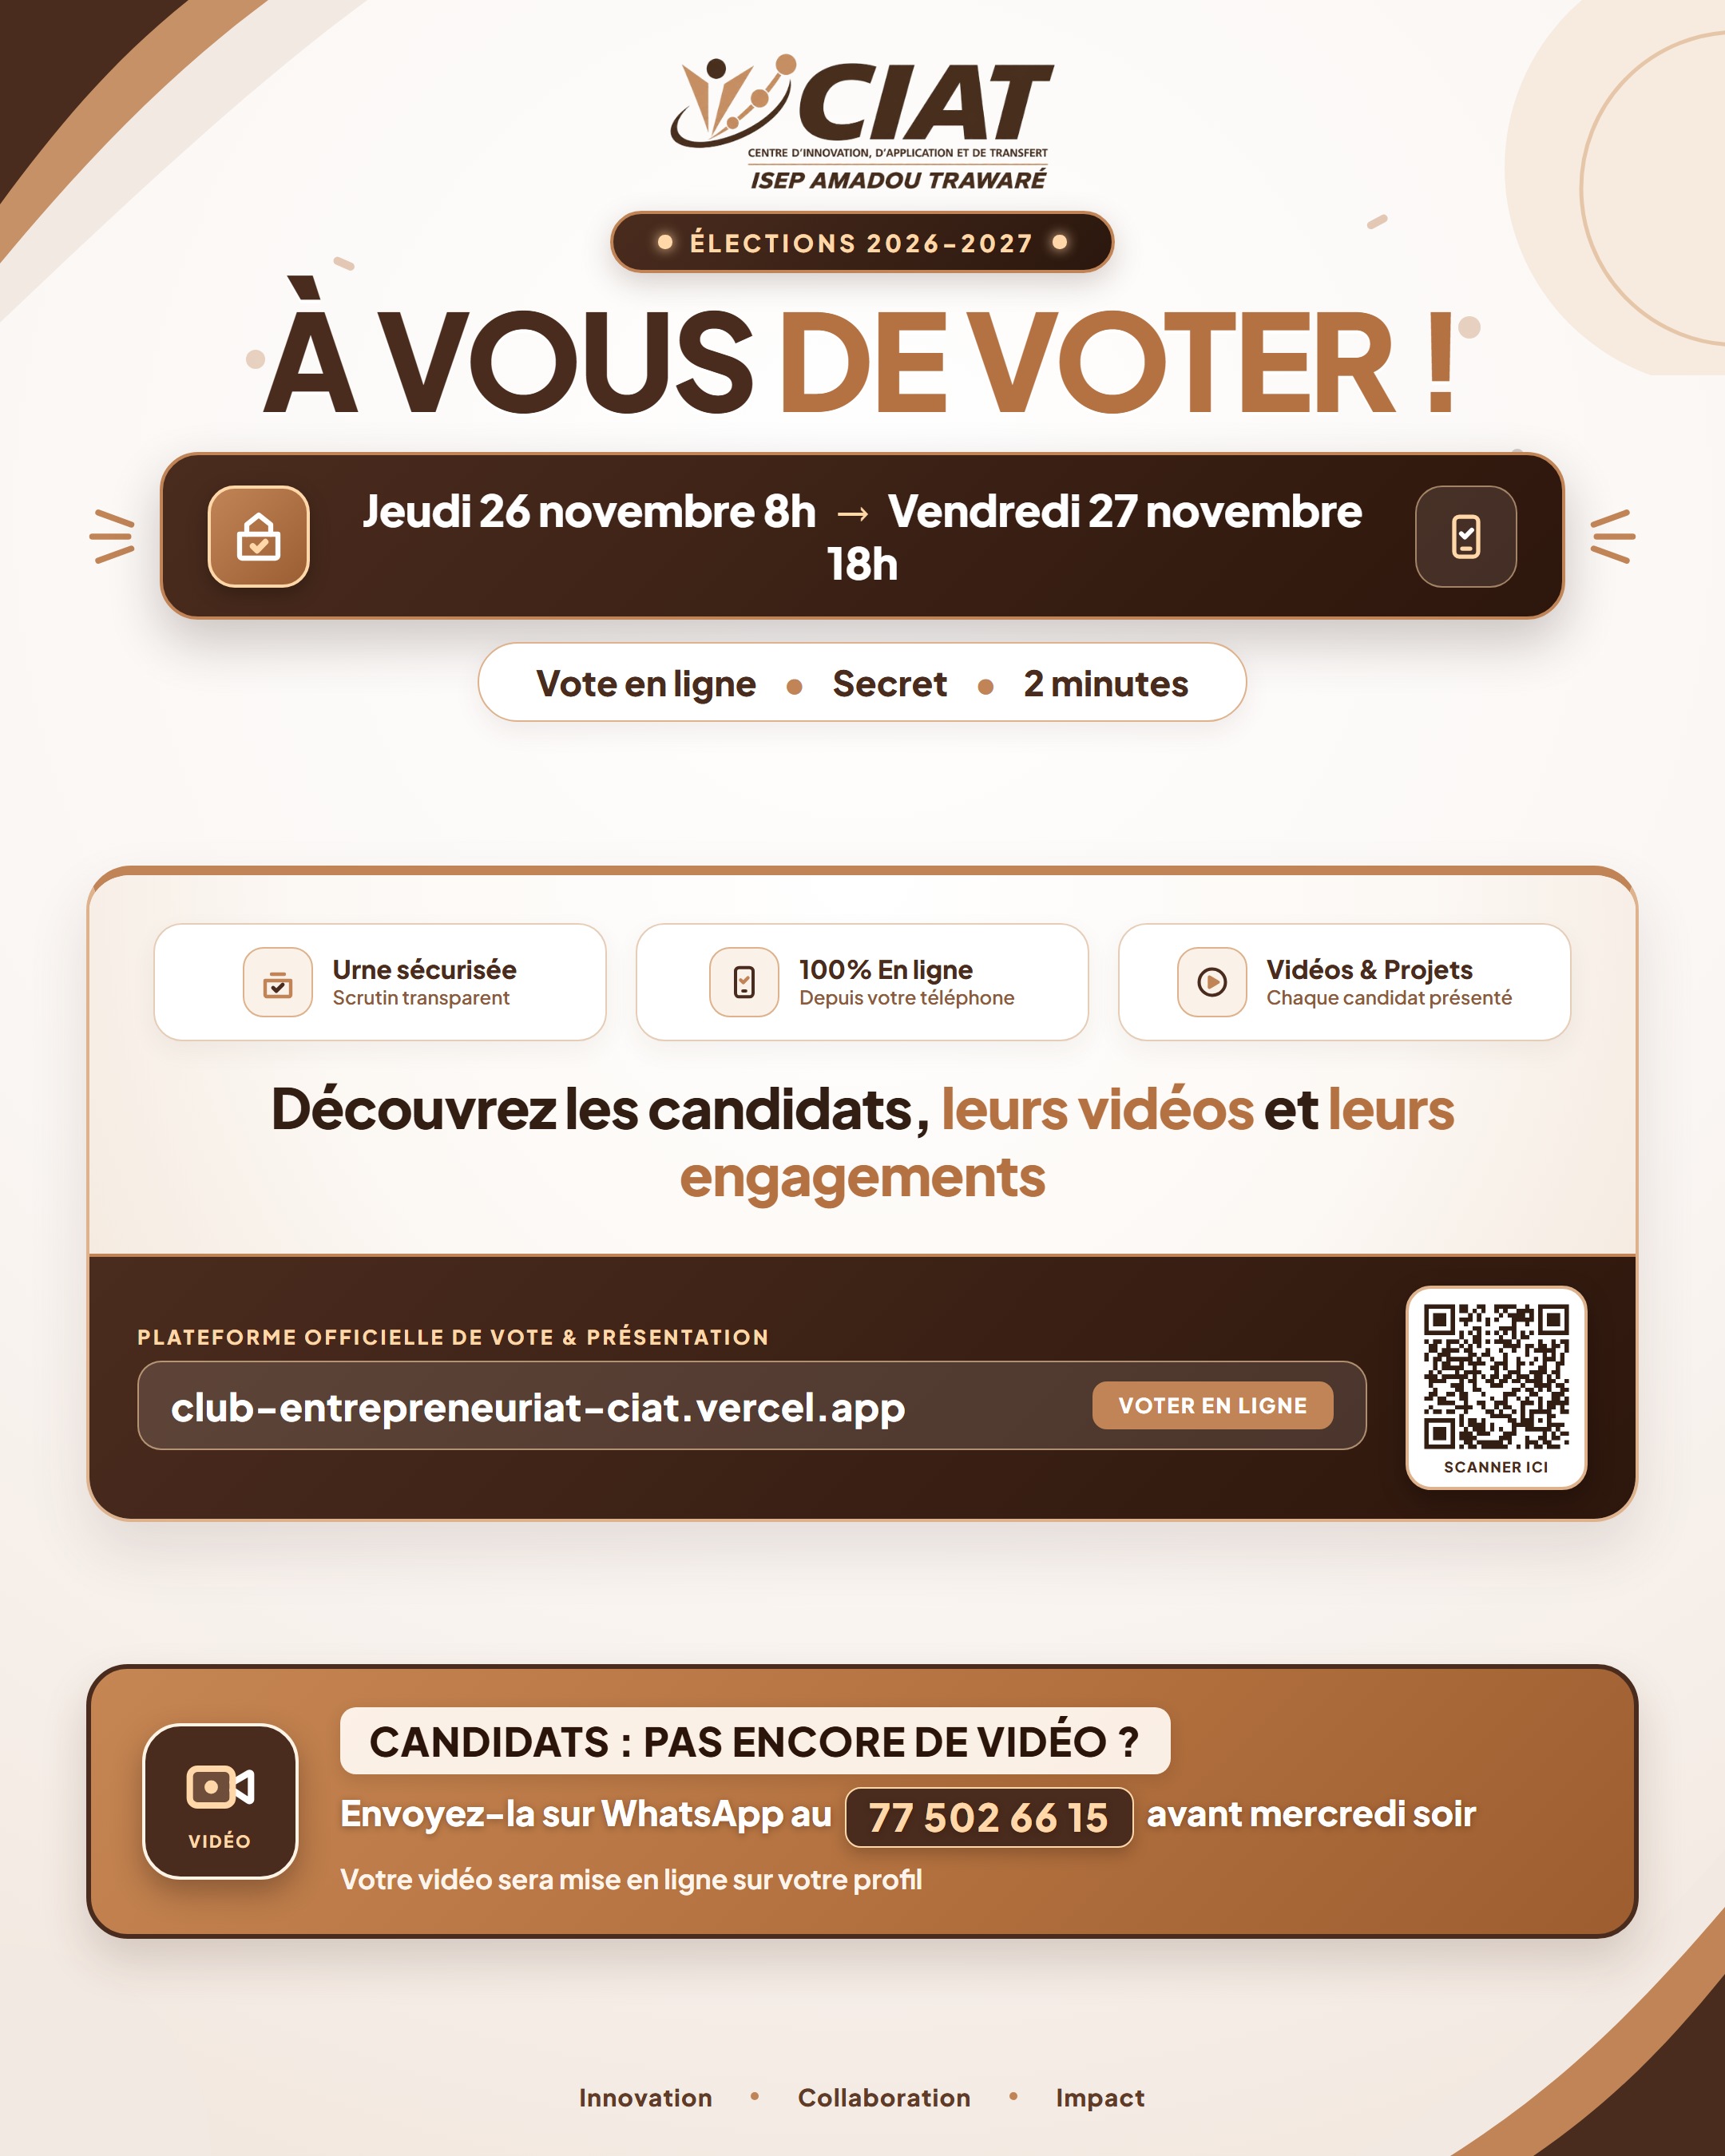 CIAT
CENTRE D'INNOVATION, D'APPLICATION ET DE TRANSFERT
ISEP AMADOU TRAWARÉ
ÉLECTIONS 2026–2027
À VOUS DE VOTER !
Jeudi 26 novembre 8h → Vendredi 27 novembre
18h
Vote en ligne • Secret • 2 minutes
Urne sécurisée
Scrutin transparent
100% En ligne
Depuis votre téléphone
Vidéos & Projets
Chaque candidat présenté
Découvrez les candidats, leurs vidéos et leurs
engagements
PLATEFORME OFFICIELLE DE VOTE & PRÉSENTATION
club-entrepreneuriat-ciat.vercel.app
VOTER EN LIGNE
SCANNER ICI
VIDÉO
CANDIDATS : PAS ENCORE DE VIDÉO ?
Envoyez-la sur WhatsApp au 77 502 66 15 avant mercredi soir
Votre vidéo sera mise en ligne sur votre profil
Innovation • Collaboration • Impact